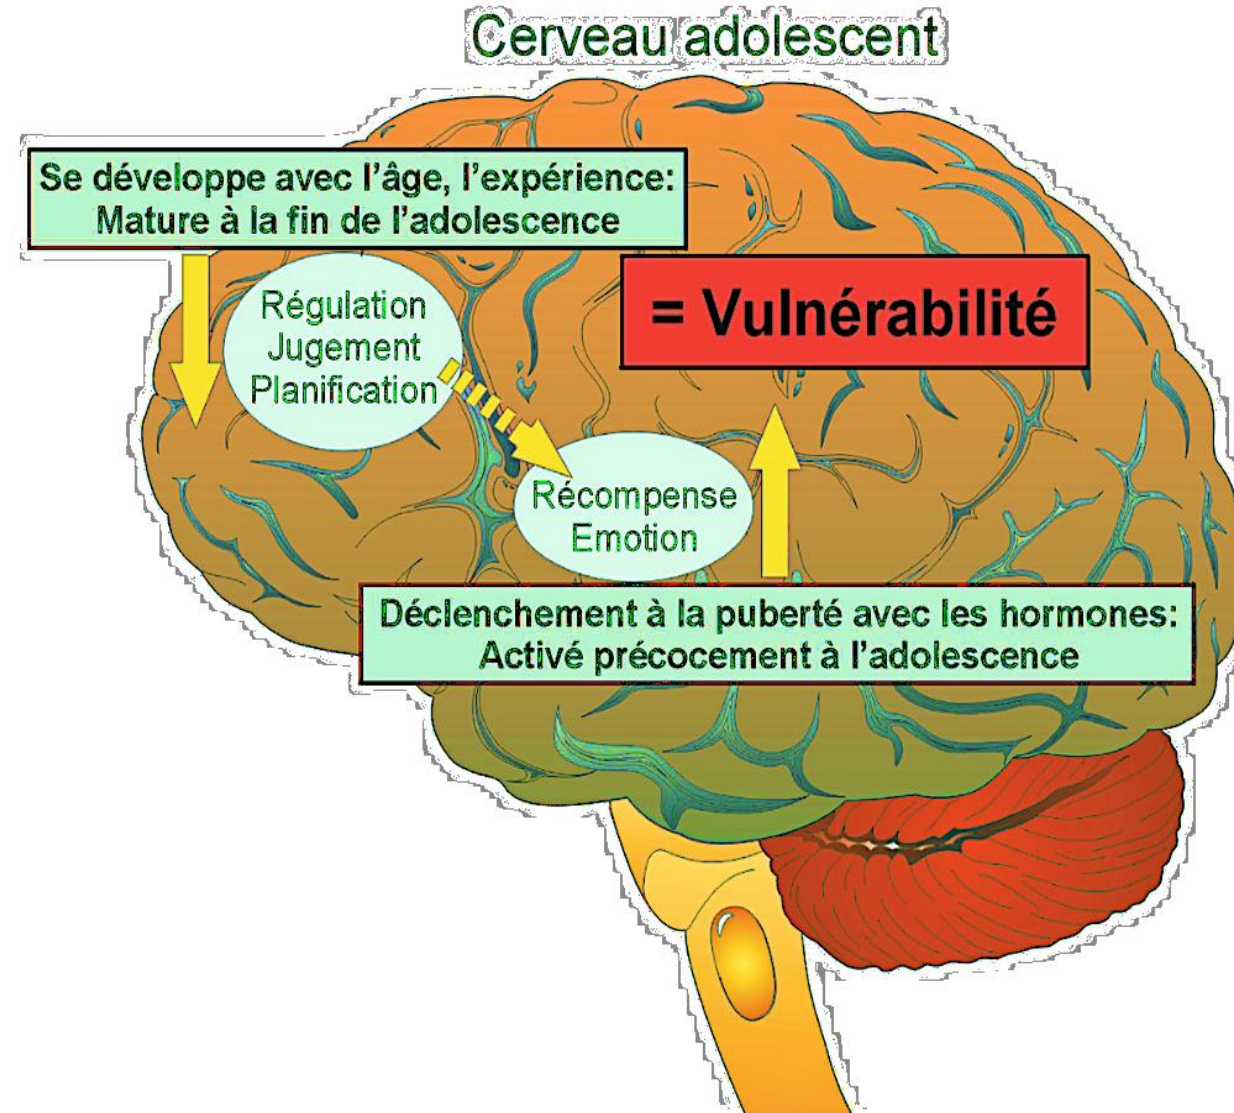 Cerveau adolescent
Se développe avec l'âge, l'expérience:
Mature à la fin de l'adolescence
= Vulnérabilité
Régulation
Jugement
Planification
Récompense
Emotion
Déclenchement à la puberté avec les hormones:
Activé précocement à l'adolescence